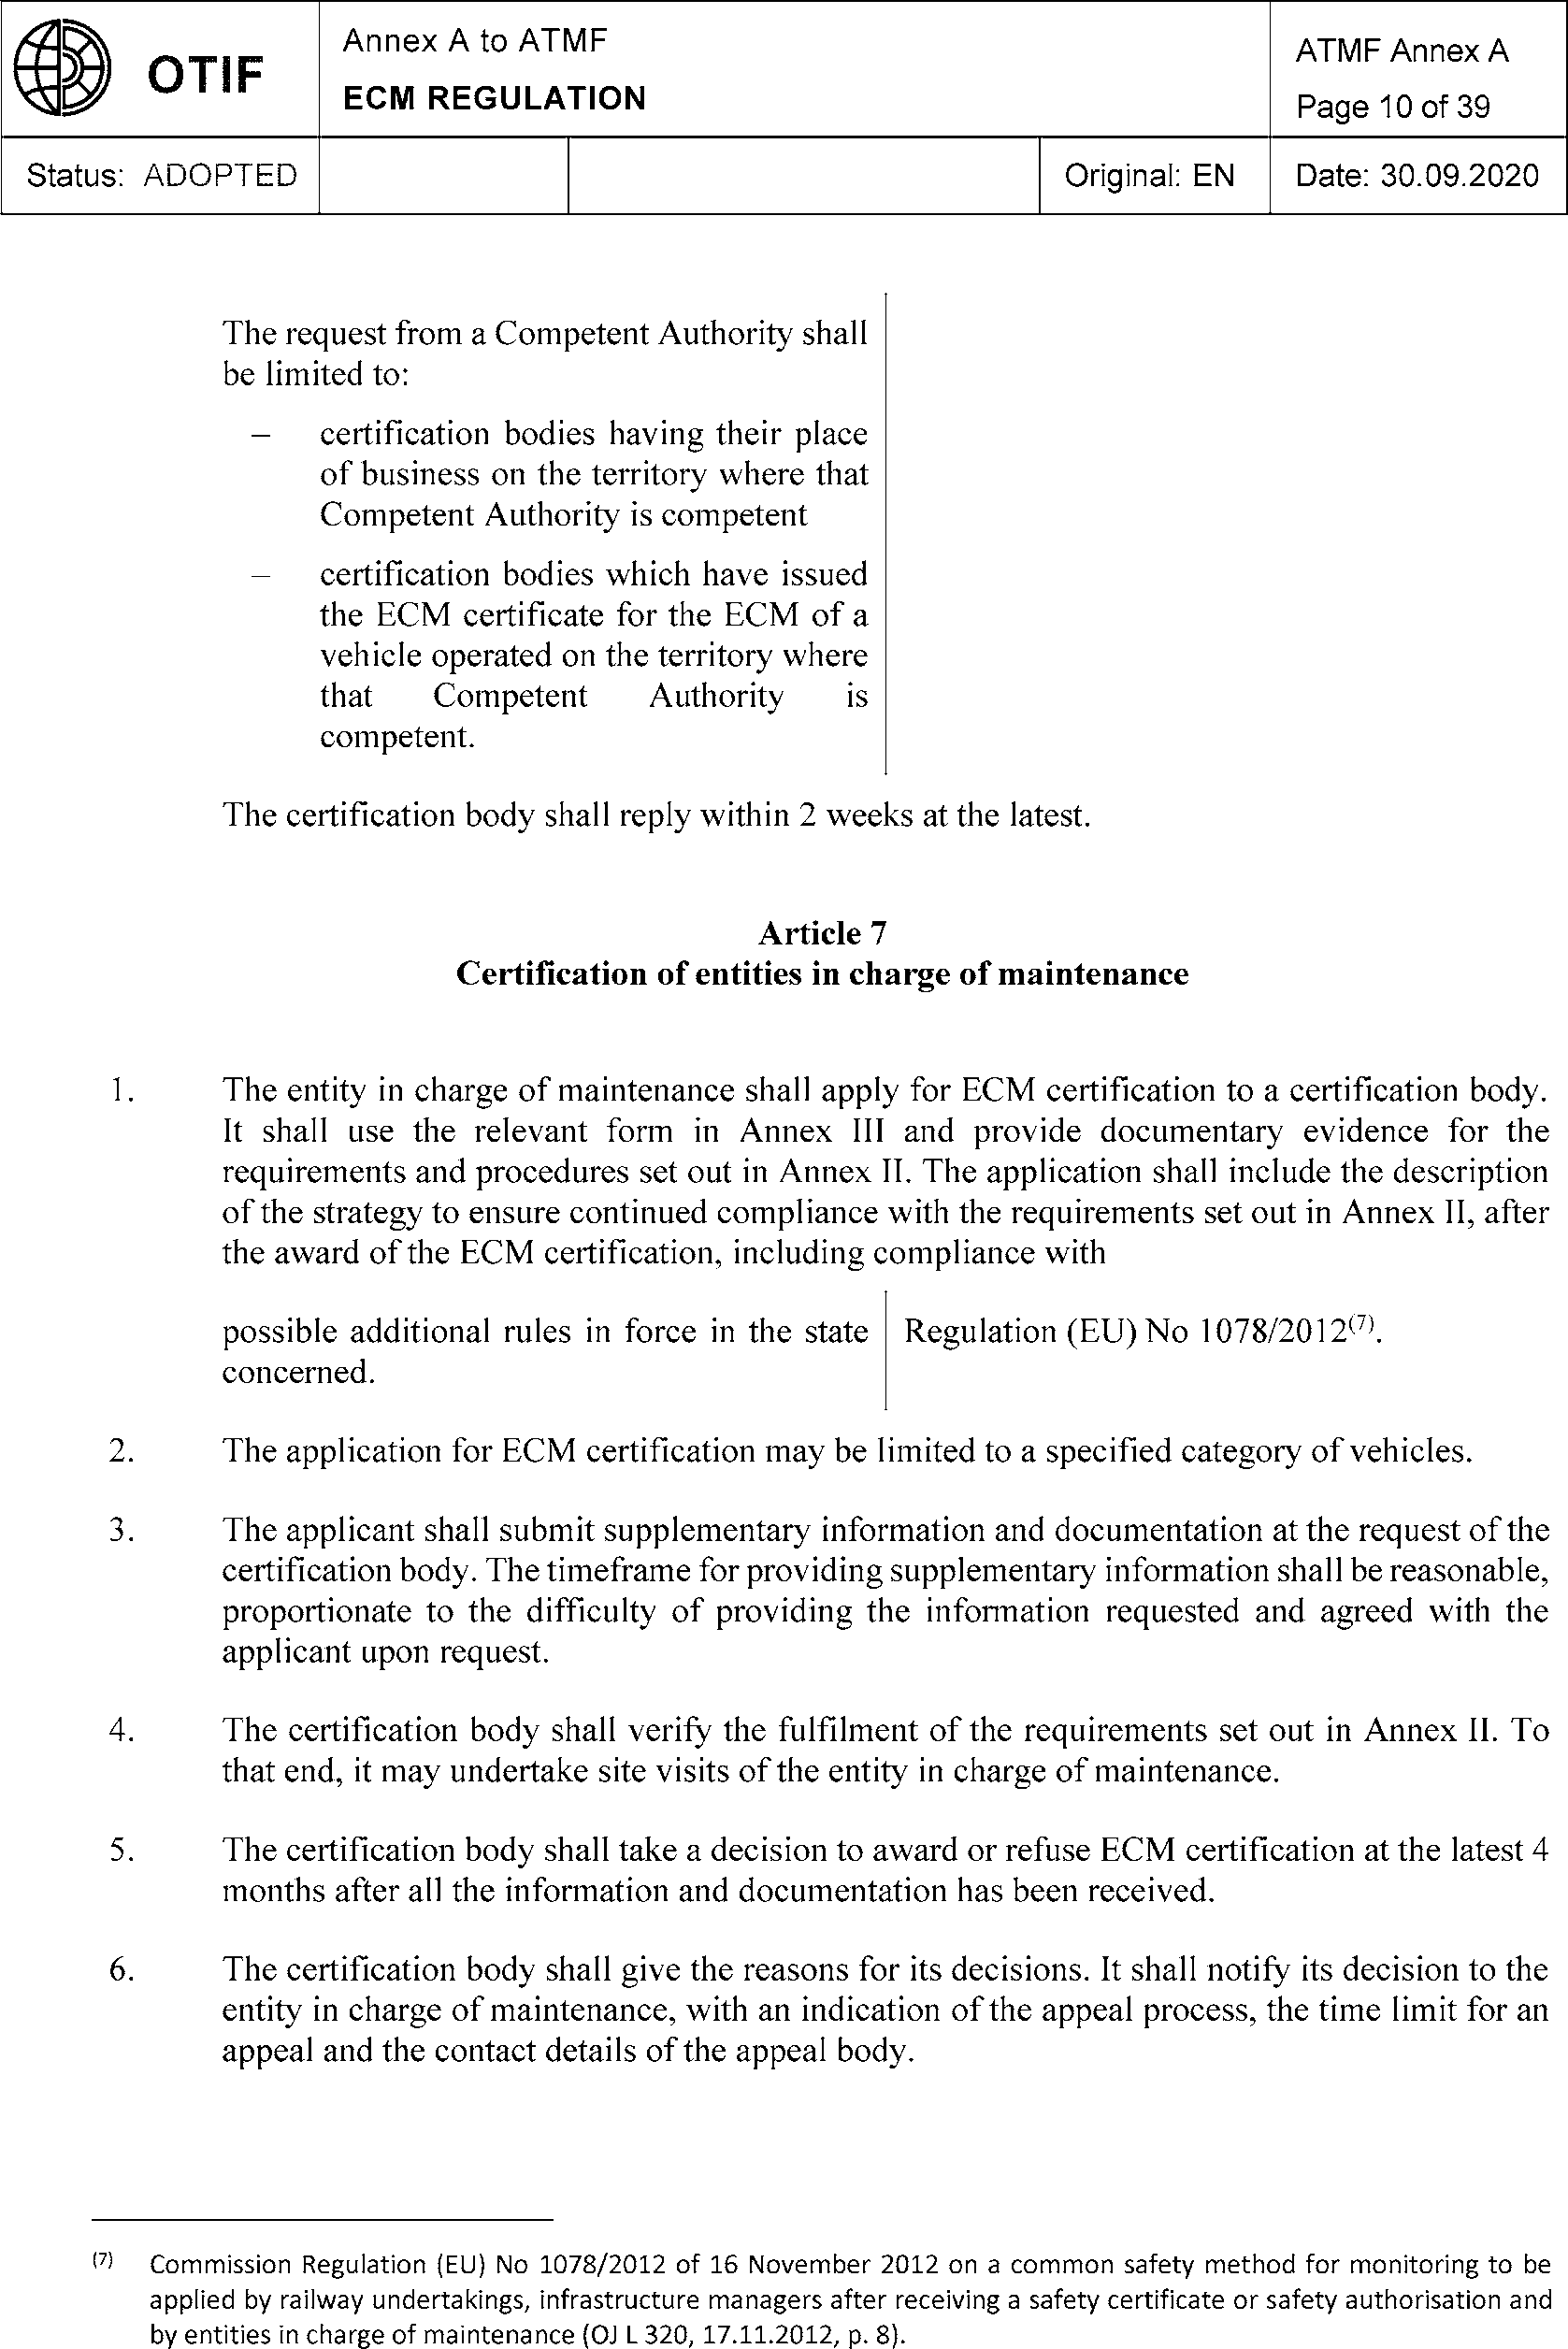 OTIF
Annex A to ATMF
ECM REGULATION
ATMF Annex A
Page 10 of 39
Status: ADOPTED
Original: EN
Date: 30.09.2020
The request from a Competent Authority shall
be limited to:
– certification bodies having their place
of business on the territory where that
Competent Authority is competent
– certification bodies which have issued
the ECM certificate for the ECM of a
vehicle operated on the territory where
that Competent Authority is
competent.
The certification body shall reply within 2 weeks at the latest.
Article 7
Certification of entities in charge of maintenance
1. The entity in charge of maintenance shall apply for ECM certification to a certification body.
It shall use the relevant form in Annex III and provide documentary evidence for the
requirements and procedures set out in Annex II. The application shall include the description
of the strategy to ensure continued compliance with the requirements set out in Annex II, after
the award of the ECM certification, including compliance with
possible additional rules in force in the state
concerned.
Regulation (EU) No 1078/2012(7).
2. The application for ECM certification may be limited to a specified category of vehicles.
3. The applicant shall submit supplementary information and documentation at the request of the
certification body. The timeframe for providing supplementary information shall be reasonable,
proportionate to the difficulty of providing the information requested and agreed with the
applicant upon request.
4. The certification body shall verify the fulfilment of the requirements set out in Annex II. To
that end, it may undertake site visits of the entity in charge of maintenance.
5. The certification body shall take a decision to award or refuse ECM certification at the latest 4
months after all the information and documentation has been received.
6. The certification body shall give the reasons for its decisions. It shall notify its decision to the
entity in charge of maintenance, with an indication of the appeal process, the time limit for an
appeal and the contact details of the appeal body.
(7) Commission Regulation (EU) No 1078/2012 of 16 November 2012 on a common safety method for monitoring to be
applied by railway undertakings, infrastructure managers after receiving a safety certificate or safety authorisation and
by entities in charge of maintenance (OJ L 320, 17.11.2012, p. 8).